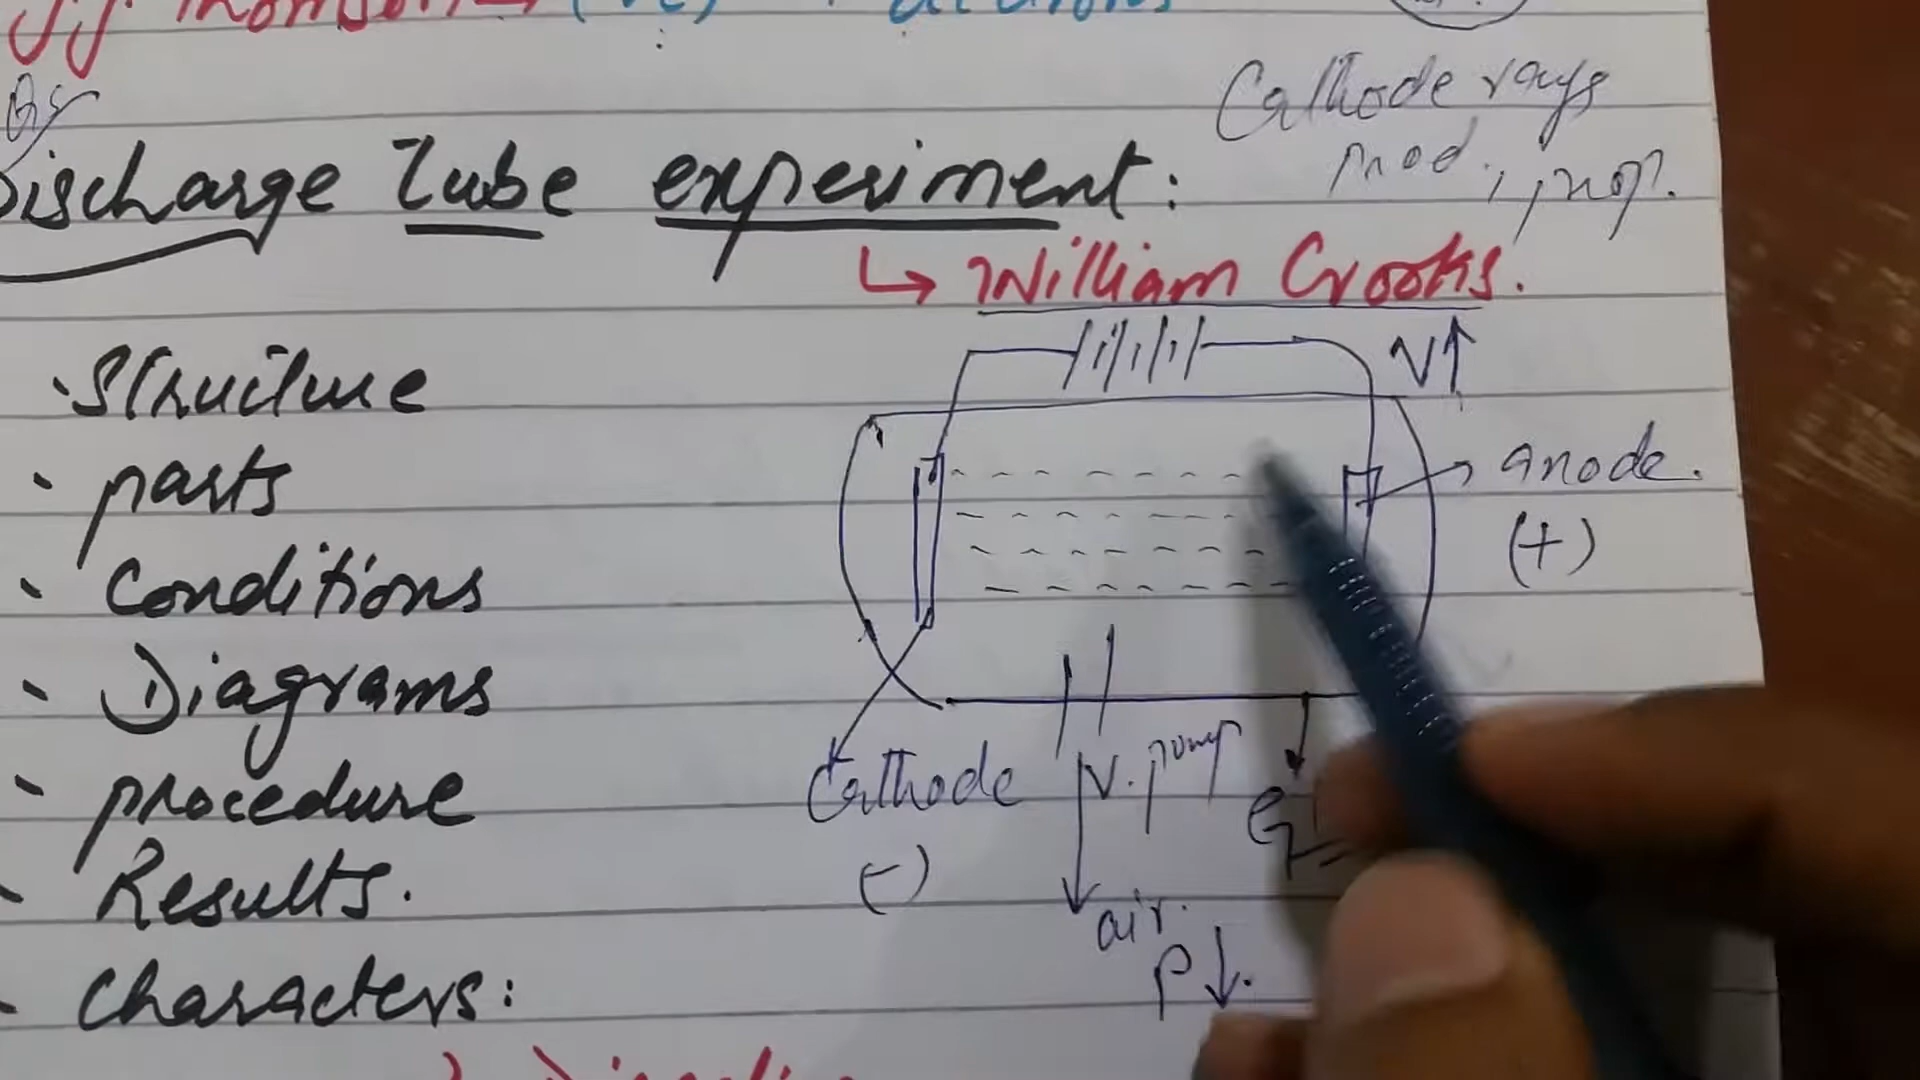 J.J. Thomson
Cathode rays
prod., prop.
Discharge Tube experiment:
↳ William Crooks.
V↑
• Structure
• parts
anode.
(+)
• Conditions
• Diagrams
Cathode
V. pump
(-)
• procedure
• Results.
air.
P↓.
• Characters: